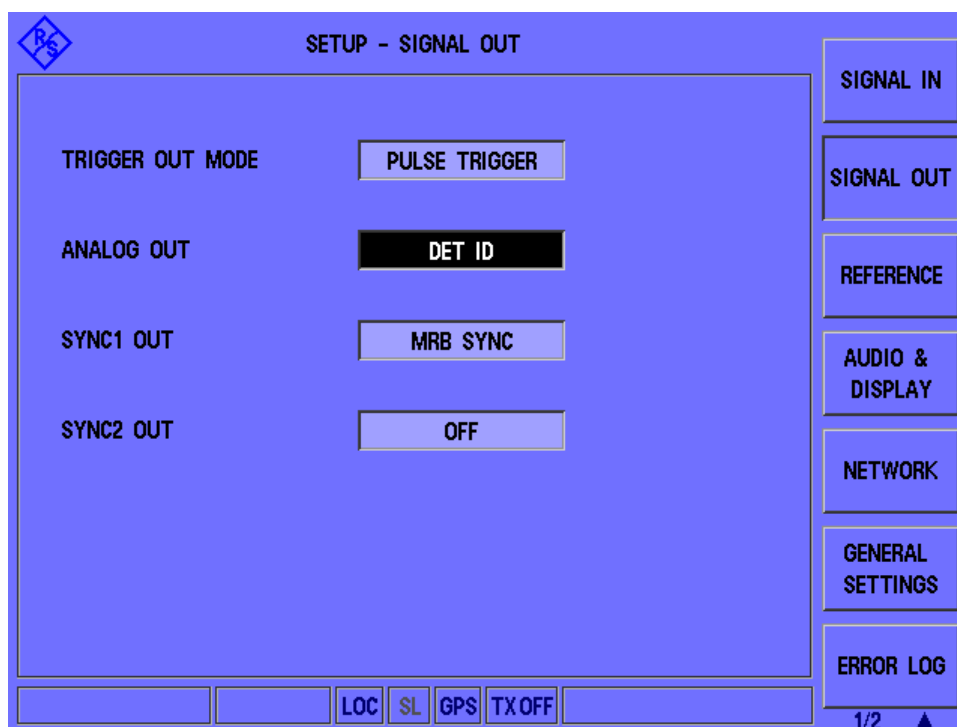 R/S
SETUP - SIGNAL OUT
TRIGGER OUT MODE PULSE TRIGGER
ANALOG OUT DET ID
SYNC1 OUT MRB SYNC
SYNC2 OUT OFF
SIGNAL IN
SIGNAL OUT
REFERENCE
AUDIO &
DISPLAY
NETWORK
GENERAL
SETTINGS
ERROR LOG
LOC SL GPS TX OFF
1/2